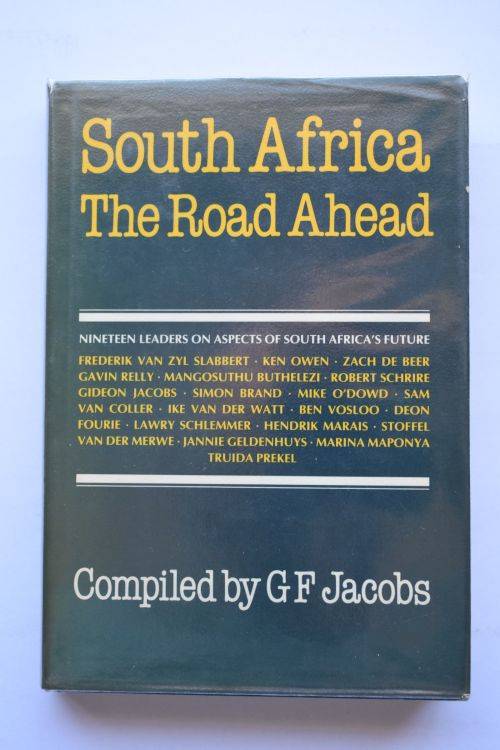 South Africa
The Road Ahead
NINETEEN LEADERS ON ASPECTS OF SOUTH AFRICA'S FUTURE
FREDERIK VAN ZYL SLABBERT · KEN OWEN · ZACH DE BEER
GAVIN RELLY · MANGOSUTHU BUTHELEZI · ROBERT SCHRIRE
GIDEON JACOBS · SIMON BRAND · MIKE O'DOWD · SAM
VAN COLLER · IKE VAN DER WATT · BEN VOSLOO · DEON
FOURIE · LAWRY SCHLEMMER · HENDRIK MARAIS · STOFFEL
VAN DER MERWE · JANNIE GELDENHUYS · MARINA MAPONYA
TRUIDA PREKEL
Compiled by G F Jacobs